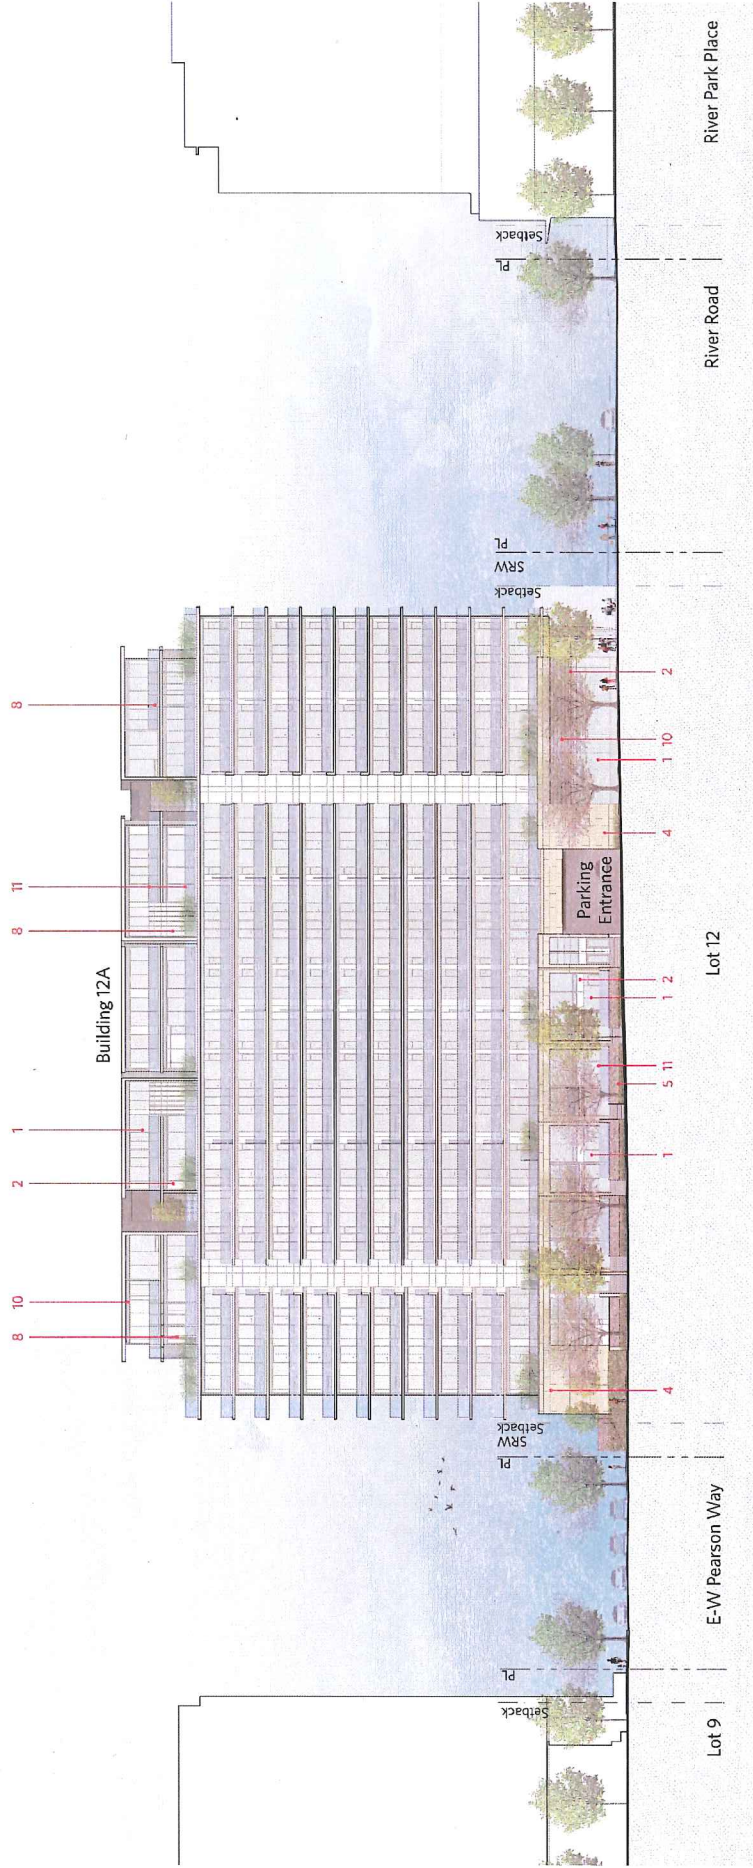 8 10 2 1 8 11 8
Building 12A
Setback
PL
PL
Setback
SRW
PL
SRW
Setback
PL
Setback
Parking
Entrance
4 1 5 11 1 2 4 1 10 2
Lot 9
E-W Pearson Way
Lot 12
River Road
River Park Place